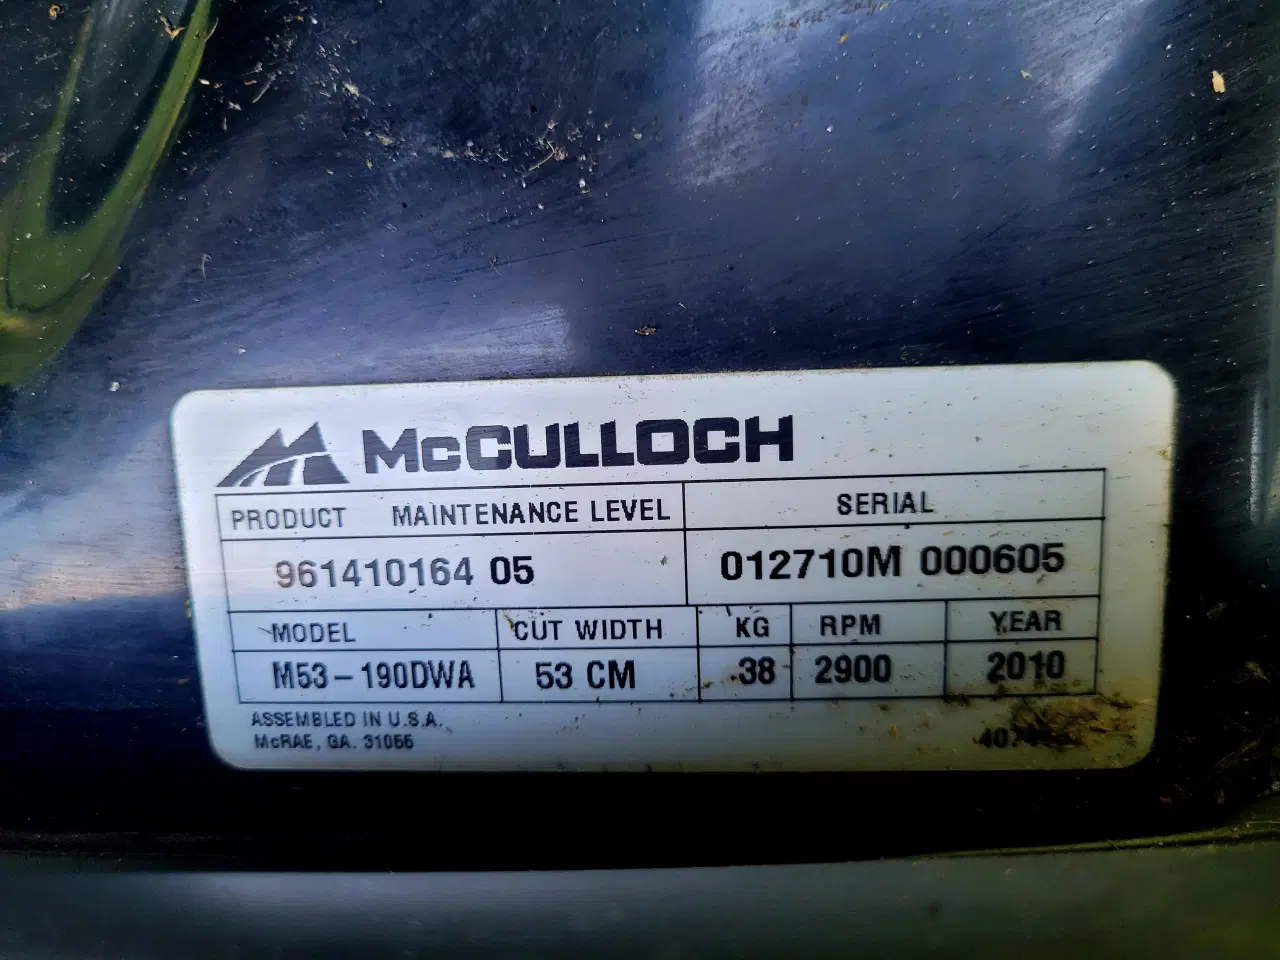 McCULLOCH
PRODUCT MAINTENANCE LEVEL SERIAL
961410164 05 012710M 000605
MODEL CUT WIDTH KG RPM YEAR
M53-190DWA 53 CM 38 2900 2010
ASSEMBLED IN U.S.A.
McRAE, GA. 31055